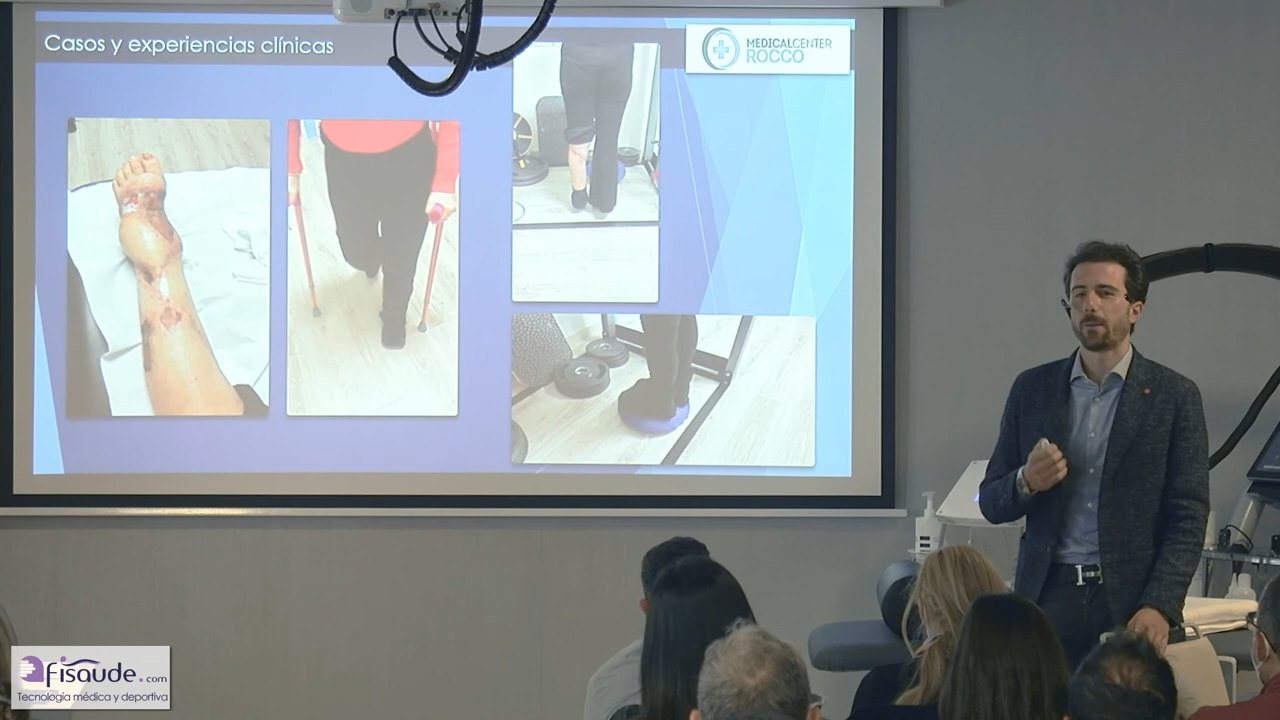 Casos y experiencias clínicas
MEDICALCENTER
ROCCO
fisaude.com
Tecnología médica y deportiva